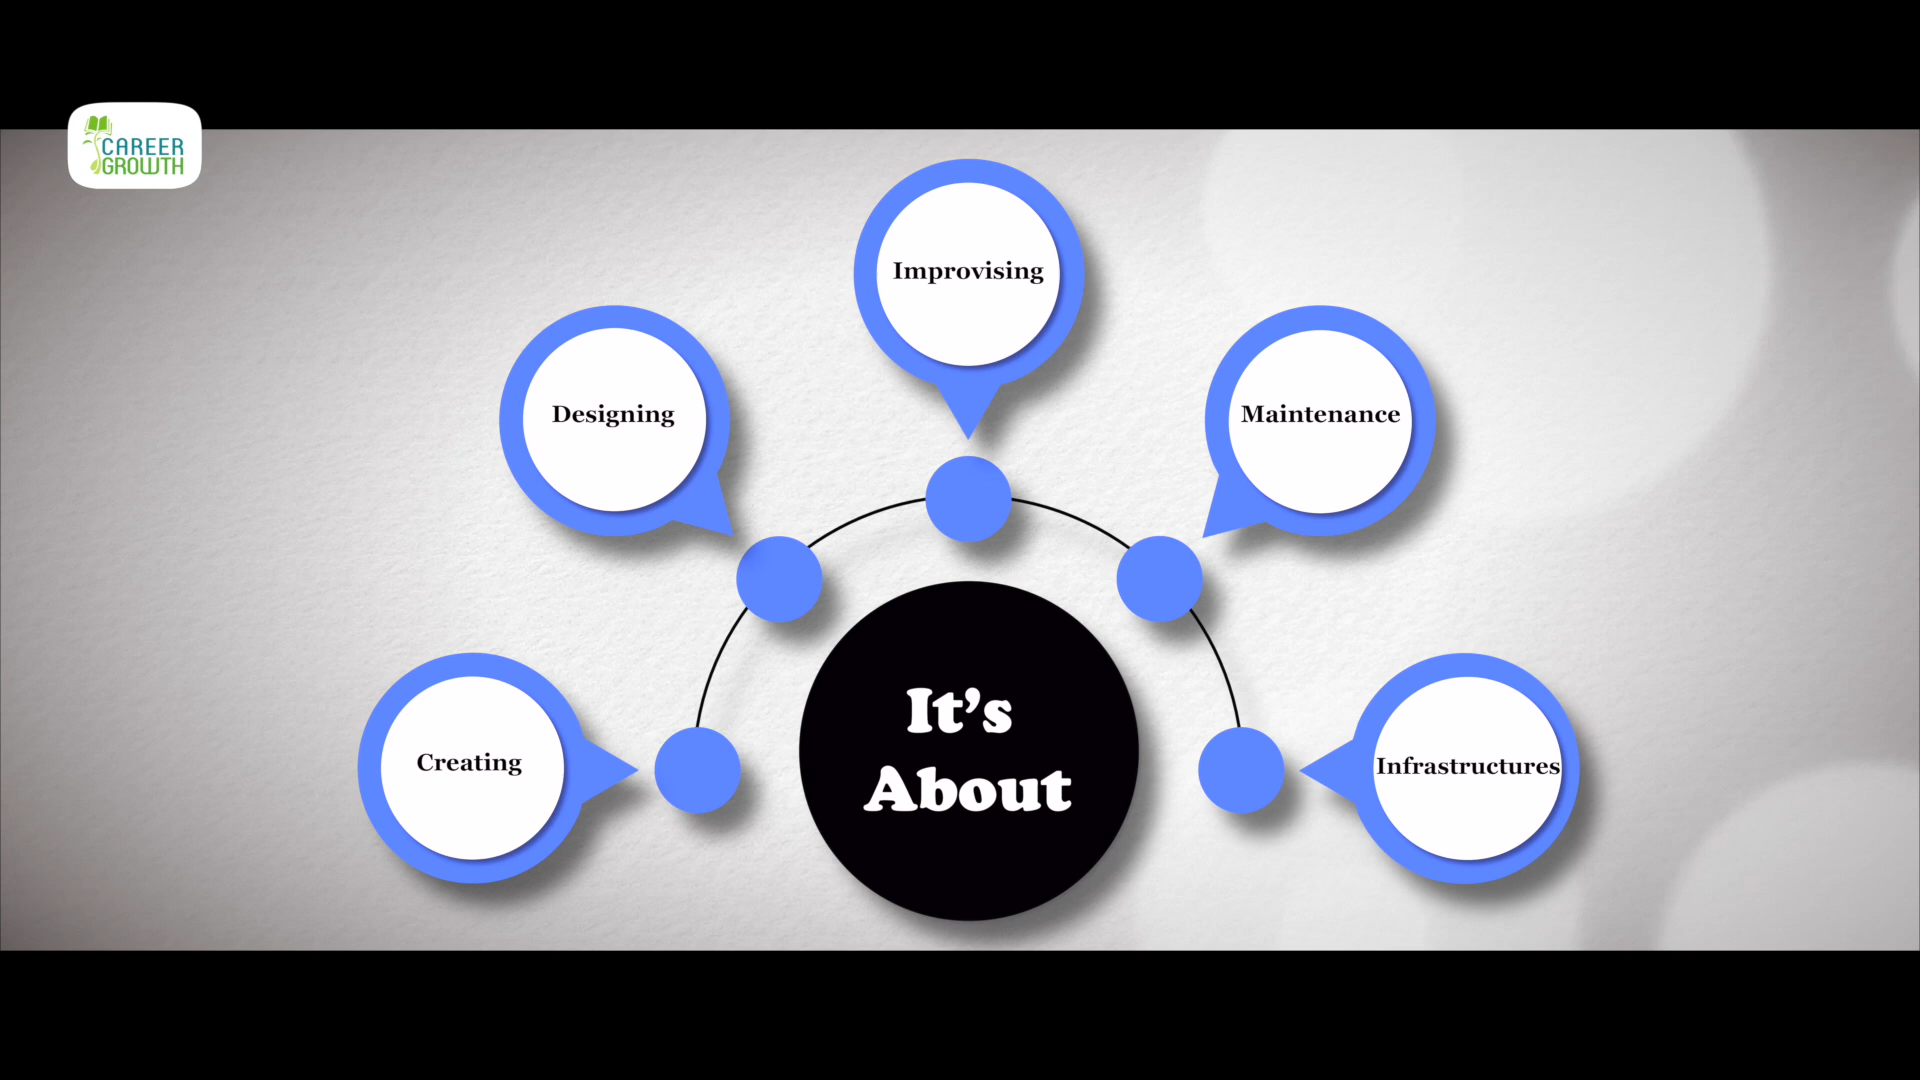 CAREER
GROWTH
Improvising
Designing
Maintenance
Creating
Infrastructures
It’s
About